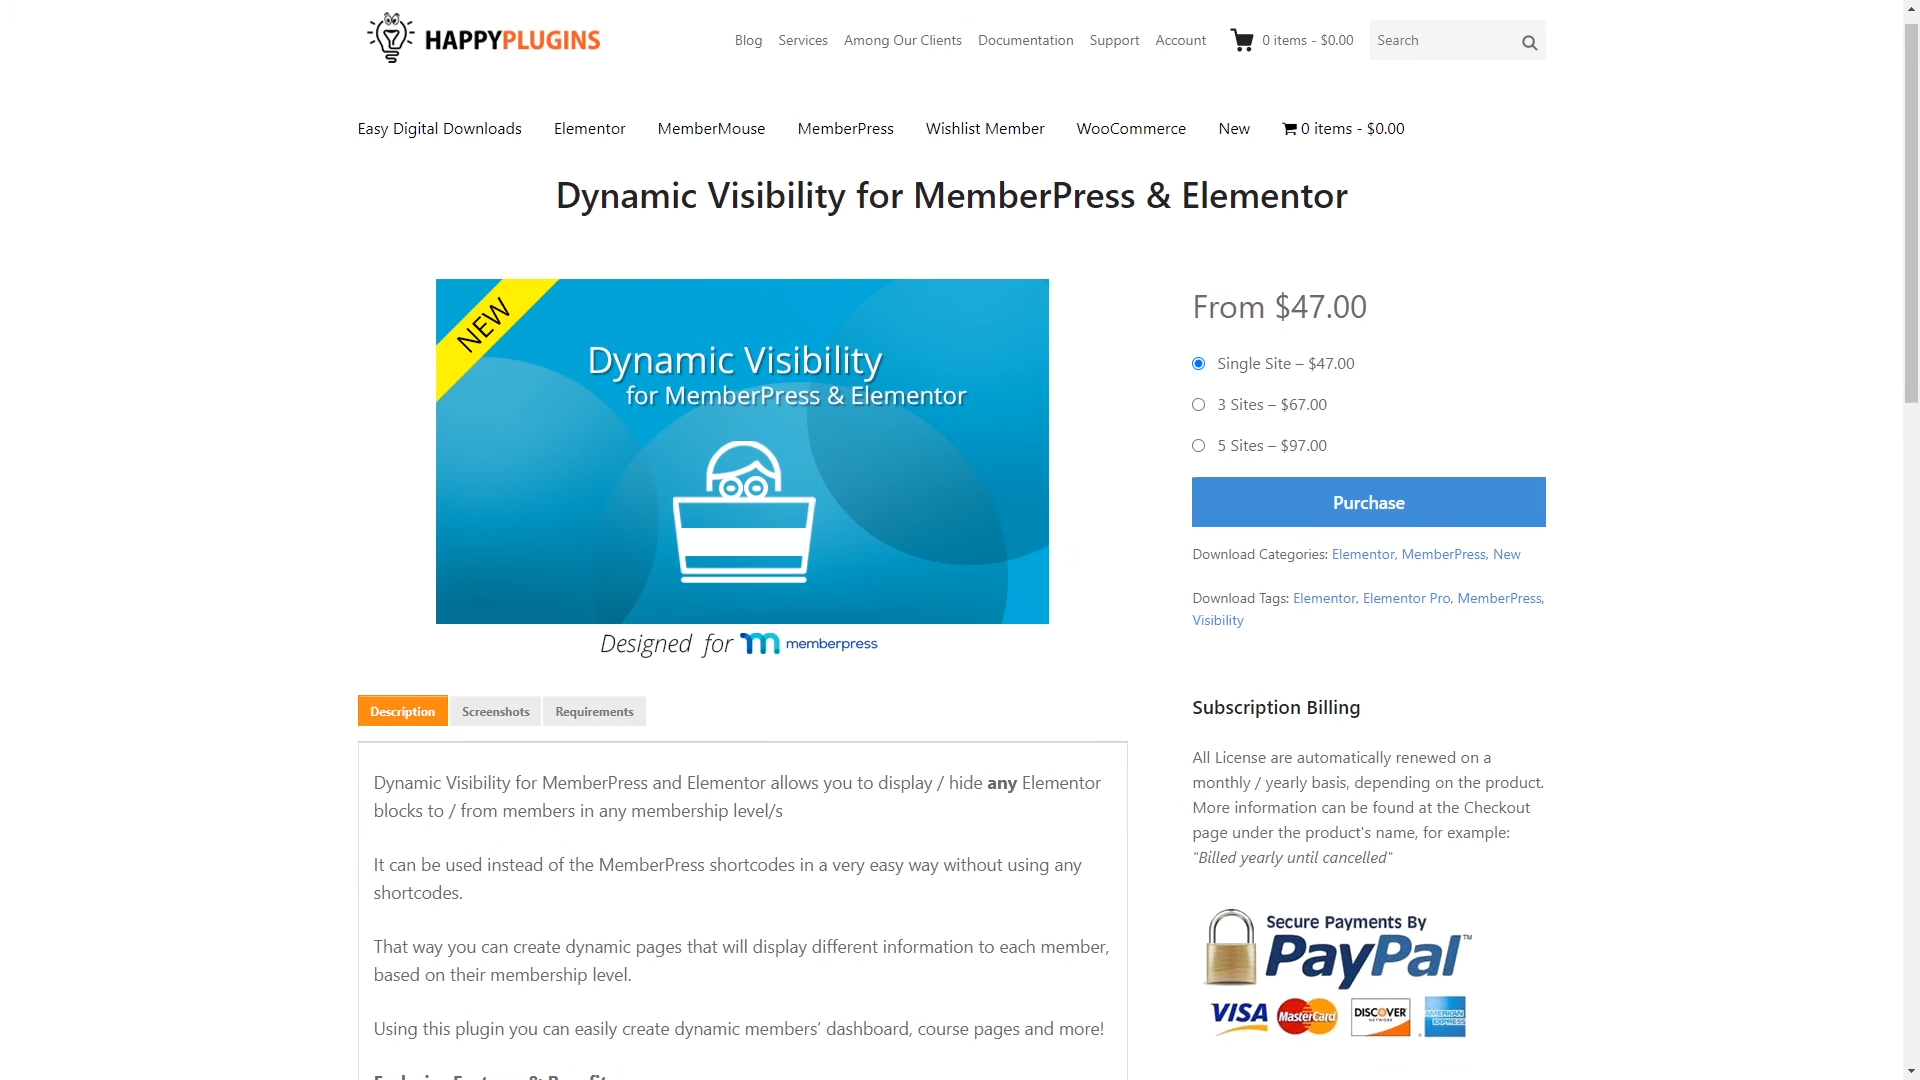 HAPPYPLUGINS
Blog Services Among Our Clients Documentation Support Account 0 items - $0.00 Search
Easy Digital Downloads Elementor MemberMouse MemberPress Wishlist Member WooCommerce New 0 items - $0.00
Dynamic Visibility for MemberPress & Elementor
NEW
Dynamic Visibility
for MemberPress & Elementor
Designed for memberpress
From $47.00
Single Site – $47.00
3 Sites – $67.00
5 Sites – $97.00
Purchase
Download Categories: Elementor, MemberPress, New
Download Tags: Elementor, Elementor Pro, MemberPress,
Visibility
Description Screenshots Requirements
Dynamic Visibility for MemberPress and Elementor allows you to display / hide any Elementor
blocks to / from members in any membership level/s
It can be used instead of the MemberPress shortcodes in a very easy way without using any
shortcodes.
That way you can create dynamic pages that will display different information to each member,
based on their membership level.
Using this plugin you can easily create dynamic members’ dashboard, course pages and more!
Subscription Billing
All License are automatically renewed on a
monthly / yearly basis, depending on the product.
More information can be found at the Checkout
page under the product's name, for example:
"Billed yearly until cancelled"
Secure Payments By
PayPal™
VISA MasterCard DISCOVER NETWORK AMERICAN EXPRESS